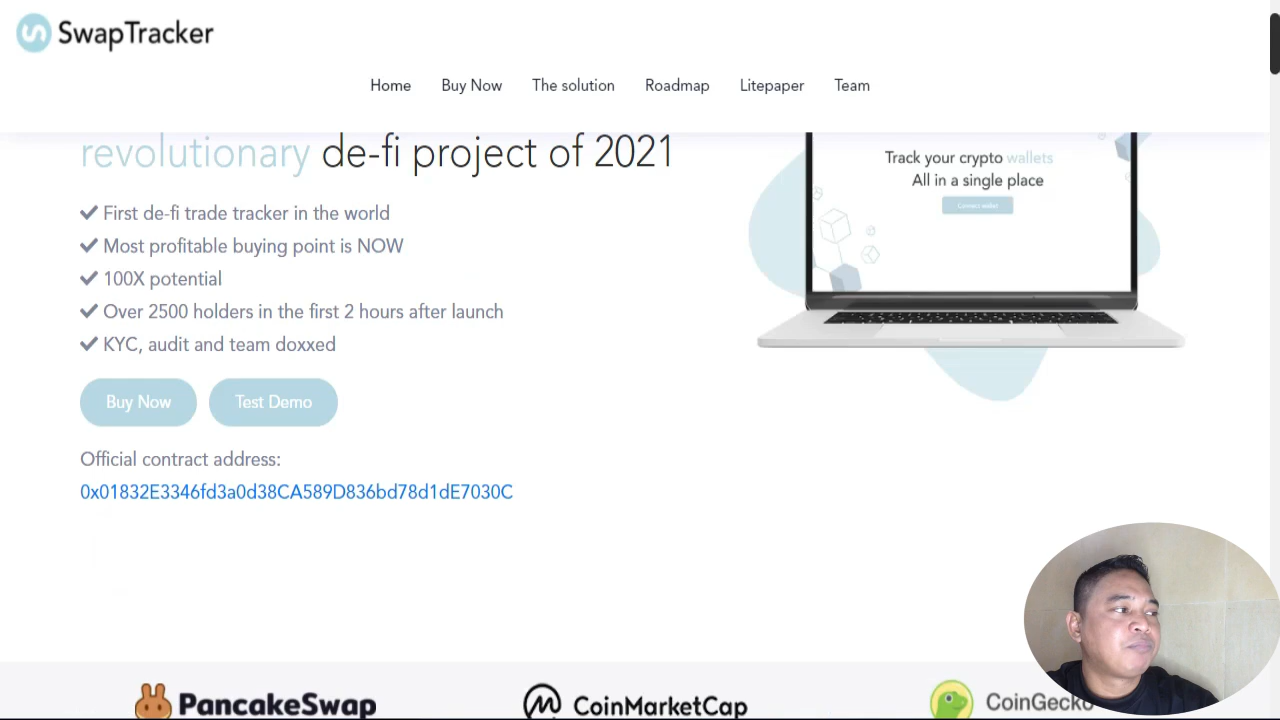 SwapTracker
Home Buy Now The solution Roadmap Litepaper Team
revolutionary de-fi project of 2021
First de-fi trade tracker in the world
Most profitable buying point is NOW
100X potential
Over 2500 holders in the first 2 hours after launch
KYC, audit and team doxxed
Buy Now Test Demo
Official contract address:
0x01832E3346fd3a0d38CA589D836bd78d1dE7030C
Track your crypto wallets
All in a single place
Connect wallet
PancakeSwap CoinMarketCap CoinGecko